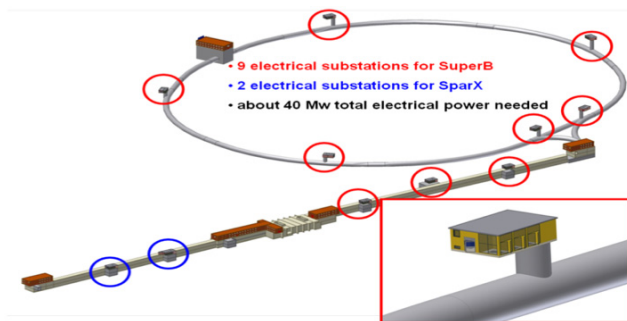 • 9 electrical substations for SuperB
• 2 electrical substations for SparX
• about 40 Mw total electrical power needed